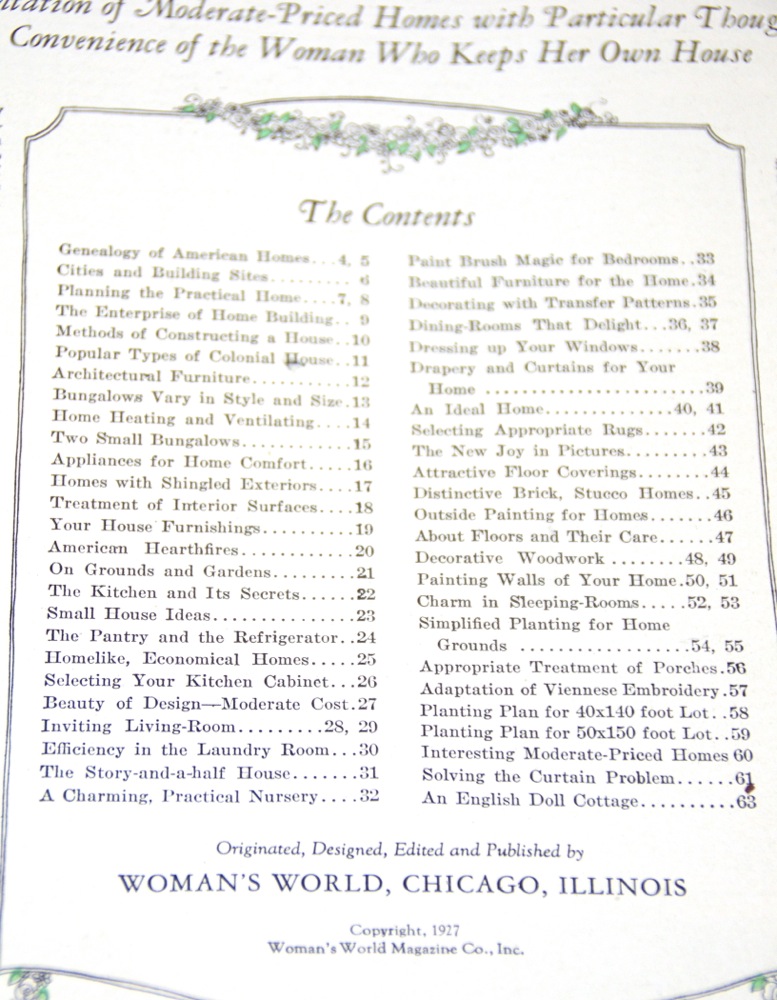 of Moderate-Priced Homes with Particular
Convenience of the Woman Who Keeps Her Own House
The Contents
Genealogy of American Homes...4, 5
Cities and Building Sites......... 6
Planning the Practical Home....7, 8
The Enterprise of Home Building.. 9
Methods of Constructing a House..10
Popular Types of Colonial House..11
Architectural Furniture...........12
Bungalows Vary in Style and Size.13
Home Heating and Ventilating....14
Two Small Bungalows............15
Appliances for Home Comfort.....16
Homes with Shingled Exteriors....17
Treatment of Interior Surfaces....18
Your House Furnishings..........19
American Hearthfires............20
On Grounds and Gardens.........21
The Kitchen and Its Secrets......22
Small House Ideas...............23
The Pantry and the Refrigerator..24
Homelike, Economical Homes.....25
Selecting Your Kitchen Cabinet...26
Beauty of Design—Moderate Cost.27
Inviting Living-Room.........28, 29
Efficiency in the Laundry Room...30
The Story-and-a-half House.......31
A Charming, Practical Nursery....32
Paint Brush Magic for Bedrooms..33
Beautiful Furniture for the Home.34
Decorating with Transfer Patterns.35
Dining-Rooms That Delight...36, 37
Dressing up Your Windows.......38
Drapery and Curtains for Your
Home ..........................39
An Ideal Home...............40, 41
Selecting Appropriate Rugs.......42
The New Joy in Pictures.........43
Attractive Floor Coverings........44
Distinctive Brick, Stucco Homes..45
Outside Painting for Homes.......46
About Floors and Their Care......47
Decorative Woodwork ........48, 49
Painting Walls of Your Home.50, 51
Charm in Sleeping-Rooms.....52, 53
Simplified Planting for Home
Grounds ...................54, 55
Appropriate Treatment of Porches.56
Adaptation of Viennese Embroidery.57
Planting Plan for 40x140 foot Lot..58
Planting Plan for 50x150 foot Lot..59
Interesting Moderate-Priced Homes 60
Solving the Curtain Problem......61
An English Doll Cottage..........63
Originated, Designed, Edited and Published by
WOMAN'S WORLD, CHICAGO, ILLINOIS
Copyright, 1927
Woman's World Magazine Co., Inc.